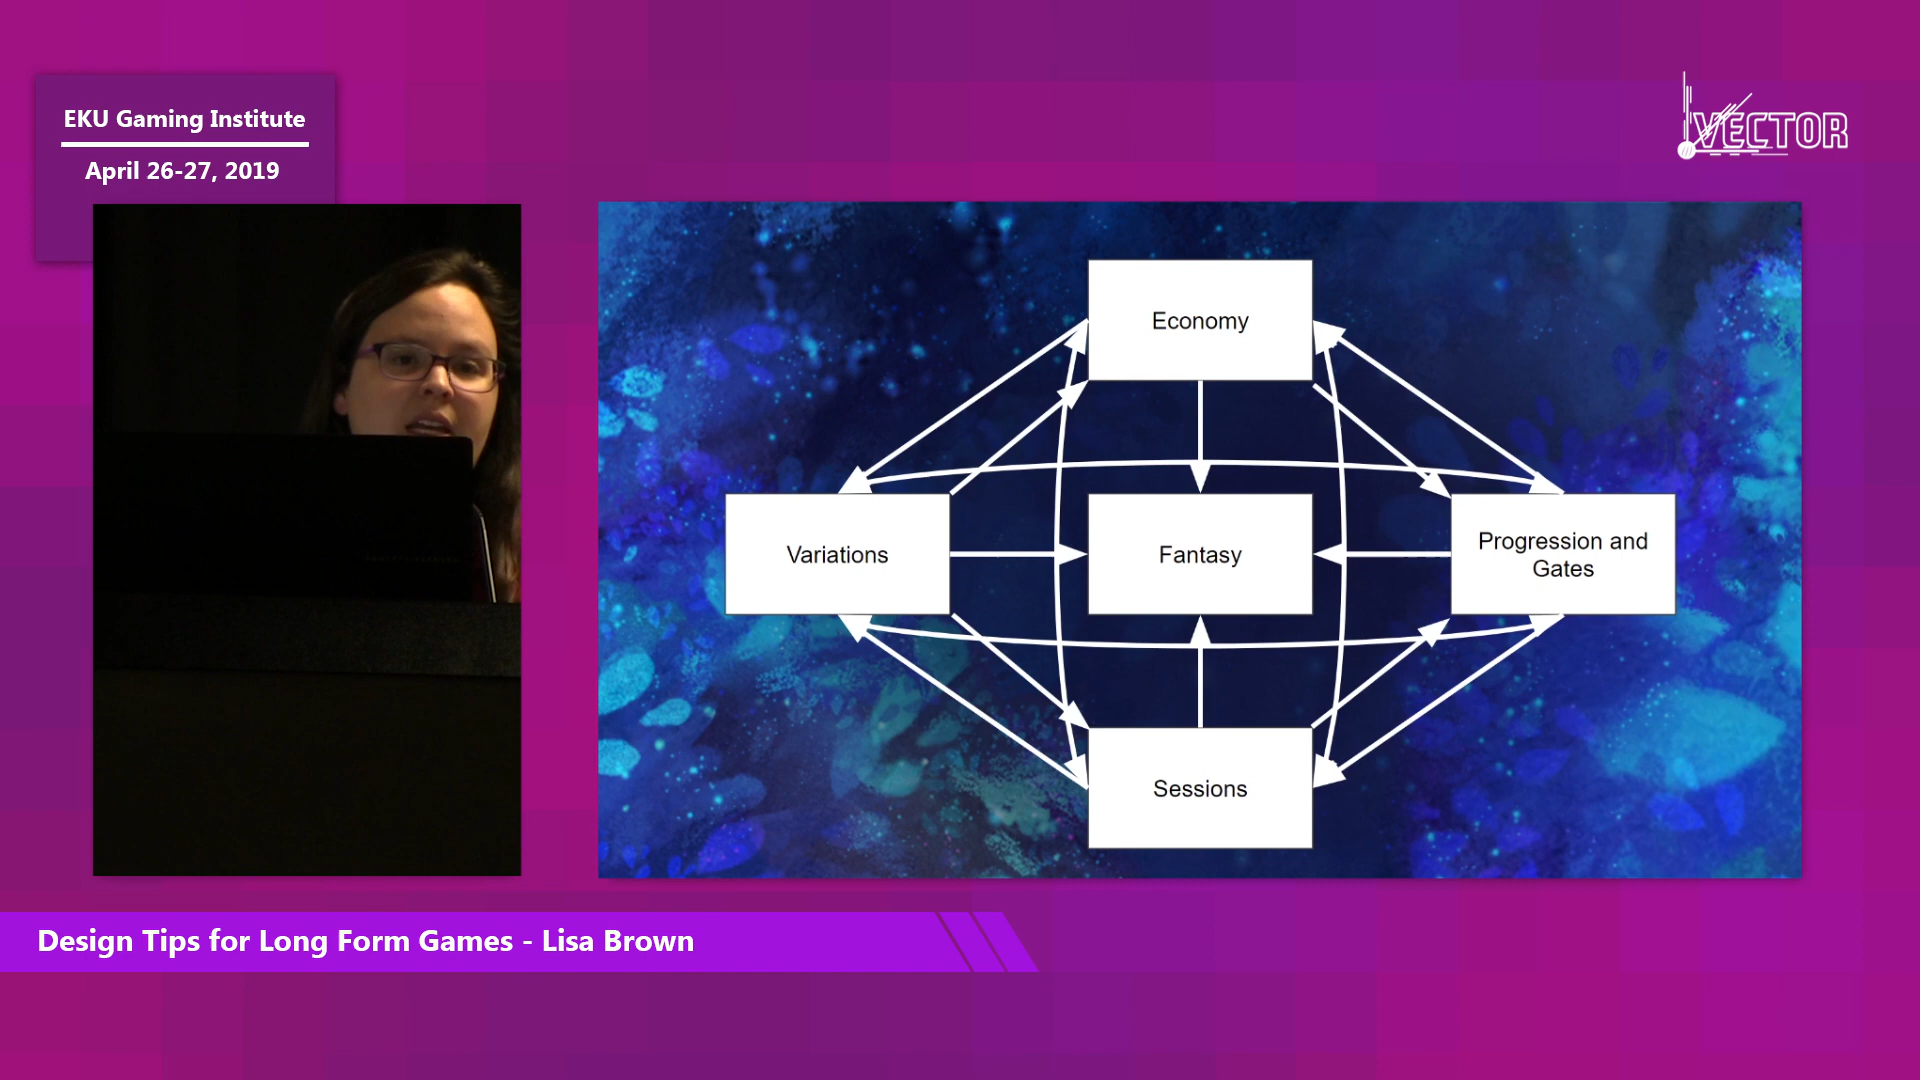 EKU Gaming Institute
April 26-27, 2019
VECTOR
Economy
Variations
Fantasy
Progression and
Gates
Sessions
Design Tips for Long Form Games - Lisa Brown